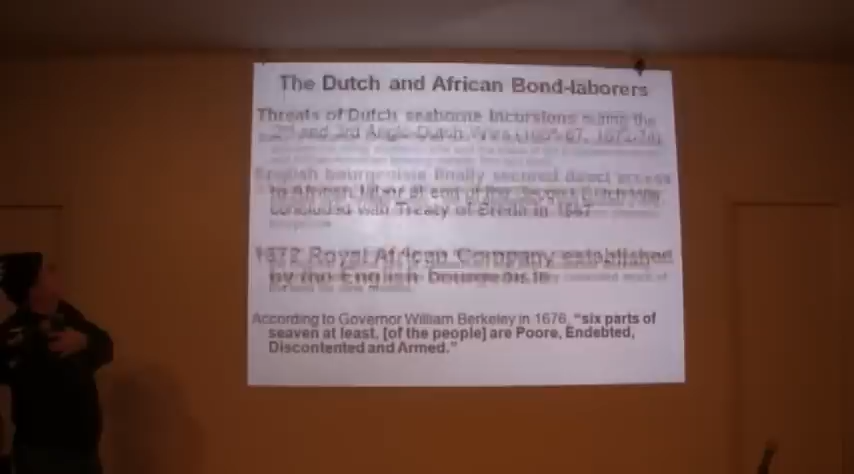 The Dutch and African Bond-laborers
Threats of Dutch seaborne incursions during the
2nd and 3rd Anglo-Dutch Wars (1665-67, 1672-74)
English bourgeoisie finally secured direct access
to African labor at end of the Second Dutch War
concluded with Treaty of Breda in 1667
1672 Royal African Company established
by the English Bourgeoisie
According to Governor William Berkeley in 1676, "six parts of
seaven at least, [of the people] are Poore, Endebted,
Discontented and Armed."